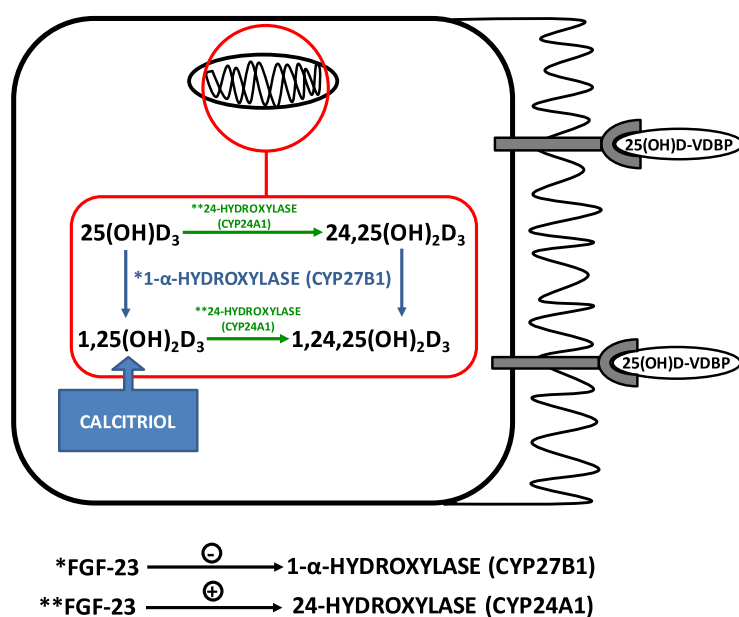 25(OH)D-VDBP
**24-HYDROXYLASE
(CYP24A1)
25(OH)D₃
24,25(OH)₂D₃
*1-α-HYDROXYLASE (CYP27B1)
**24-HYDROXYLASE
(CYP24A1)
1,25(OH)₂D₃
1,24,25(OH)₂D₃
25(OH)D-VDBP
CALCITRIOL
*FGF-23 - 1-α-HYDROXYLASE (CYP27B1)
**FGF-23 + 24-HYDROXYLASE (CYP24A1)